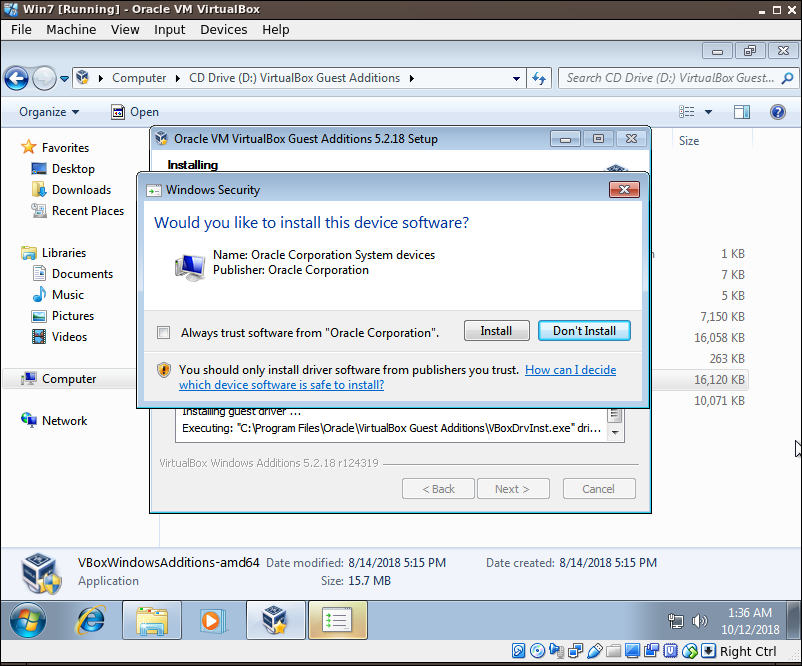 Win7 [Running] - Oracle VM VirtualBox
File Machine View Input Devices Help
Computer CD Drive (D:) VirtualBox Guest Additions
Search CD Drive (D:) VirtualBox Guest...
Organize Open
Size
Favorites
Desktop
Downloads
Recent Places
Libraries
Documents
Music
Pictures
Videos
Computer
Network
Oracle VM VirtualBox Guest Additions 5.2.18 Setup
Installing
Windows Security
Would you like to install this device software?
Name: Oracle Corporation System devices
Publisher: Oracle Corporation
Always trust software from "Oracle Corporation".
Install
Don't Install
You should only install driver software from publishers you trust. How can I decide
which device software is safe to install?
Installing guest driver ...
Executing: "C:\Program Files\Oracle\VirtualBox Guest Additions\VBoxDrvInst.exe" dri...
VirtualBox Windows Additions 5.2.18 r124319
< Back
Next >
Cancel
1 KB
7 KB
5 KB
7,150 KB
16,058 KB
263 KB
16,120 KB
10,071 KB
VBoxWindowsAdditions-amd64 Date modified: 8/14/2018 5:15 PM Date created: 8/14/2018 5:15 PM
Application Size: 15.7 MB
1:36 AM
10/12/2018
Right Ctrl